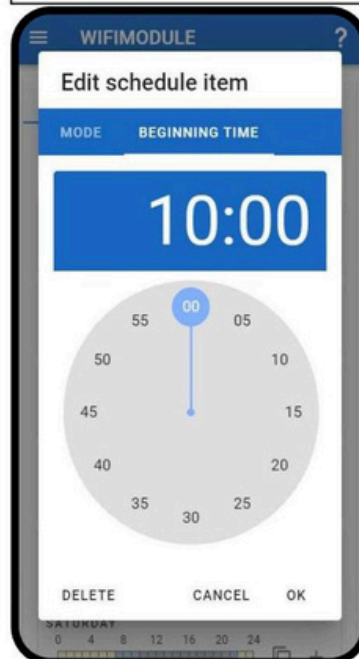 WIFIMODULE ?
Edit schedule item
MODE BEGINNING TIME
10:00
00
55 05
50 10
45 15
40 20
35 25
30
DELETE CANCEL OK
SATURDAY
0 4 8 12 16 20 24